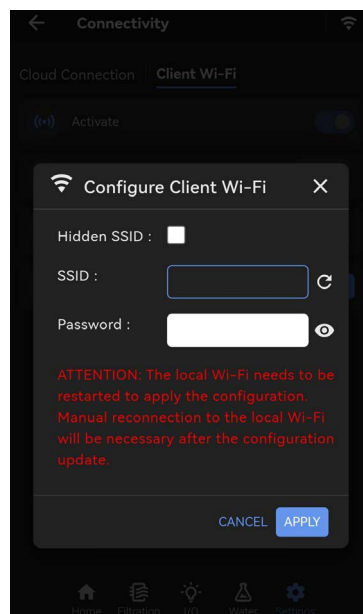 Connectivity
Cloud Connection Client Wi-Fi
Activate
Configure Client Wi-Fi
Hidden SSID :
SSID :
Password :
ATTENTION: The local Wi-Fi needs to be
restarted to apply the configuration.
Manual reconnection to the local Wi-Fi
will be necessary after the configuration
update.
CANCEL APPLY
Home Filtration I/O Water Settings